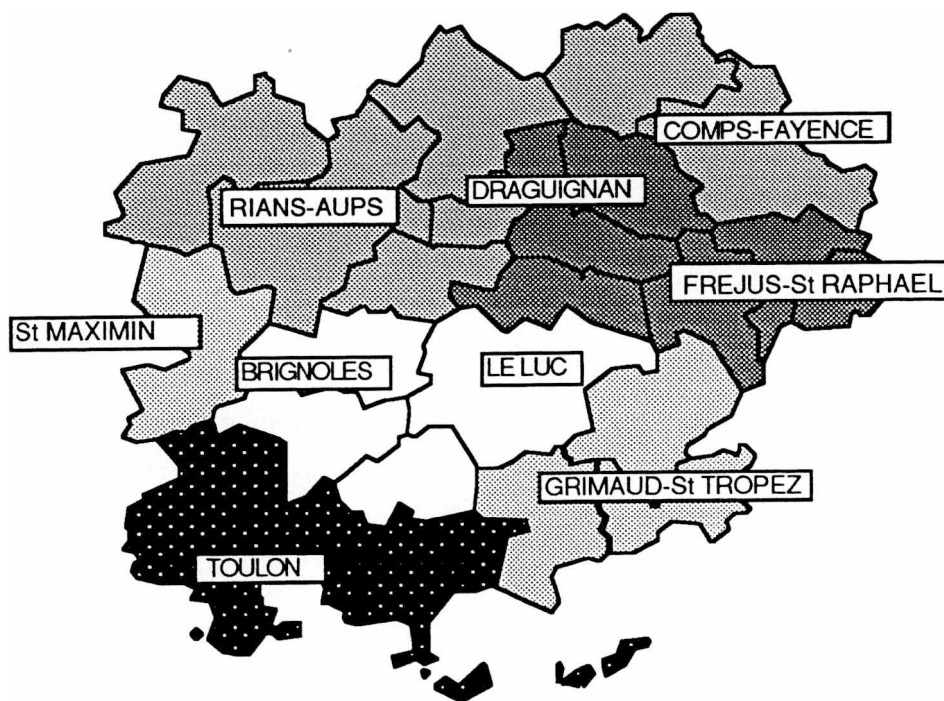 COMPS-FAYENCE
DRAGUIGNAN
RIANS-AUPS
FREJUS-St RAPHAEL
St MAXIMIN
BRIGNOLES
LE LUC
GRIMAUD-St TROPEZ
TOULON